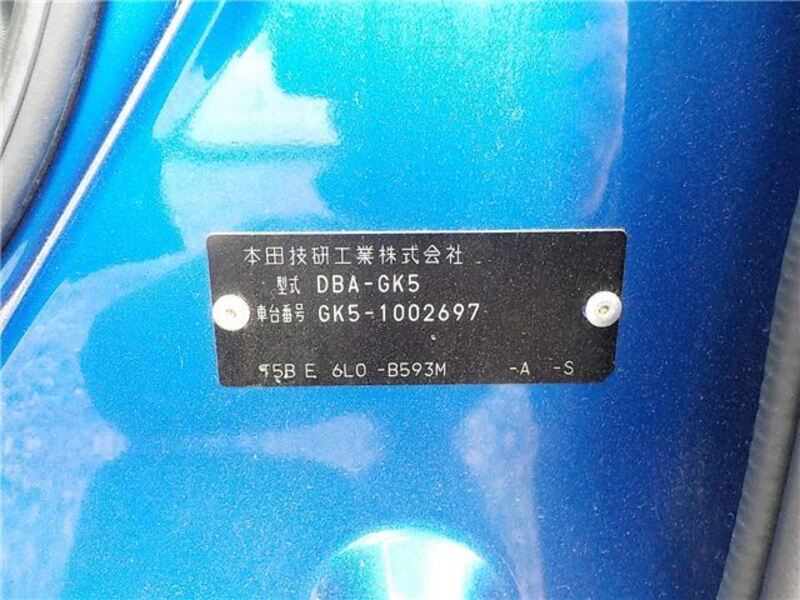 本田技研工業株式会社
型式 DBA-GK5
車台番号 GK5-1002697
T5B E 6L0 -B593M -A -S